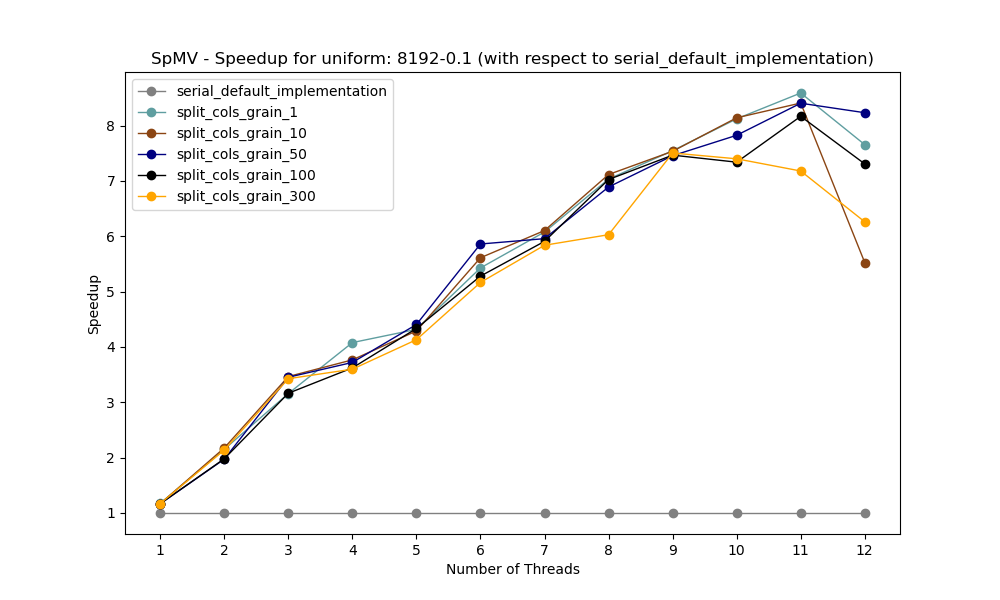 SpMV - Speedup for uniform: 8192-0.1 (with respect to serial_default_implementation)
serial_default_implementation
split_cols_grain_1
split_cols_grain_10
split_cols_grain_50
split_cols_grain_100
split_cols_grain_300
Speedup
8
7
6
5
4
3
2
1
1 2 3 4 5 6 7 8 9 10 11 12
Number of Threads